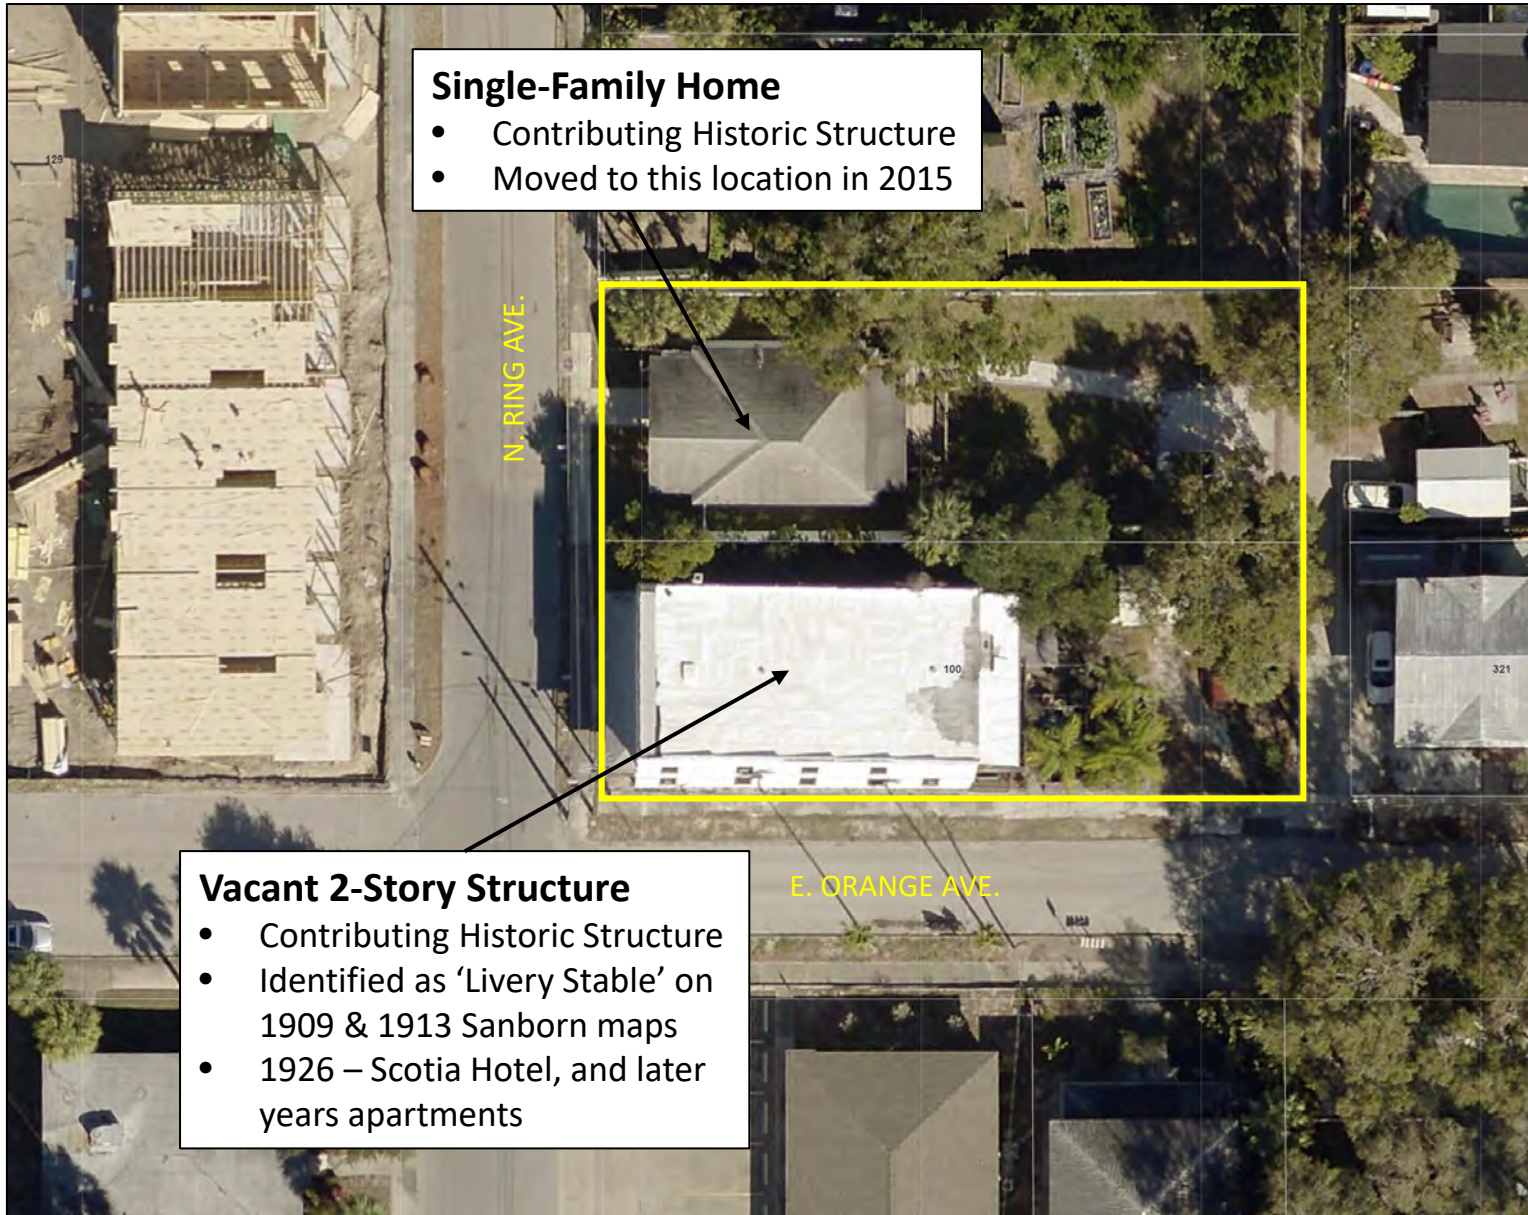 Single-Family Home
• Contributing Historic Structure
• Moved to this location in 2015
129
N. RING AVE.
100
321
Vacant 2-Story Structure
• Contributing Historic Structure
• Identified as ‘Livery Stable’ on
1909 & 1913 Sanborn maps
• 1926 – Scotia Hotel, and later
years apartments
E. ORANGE AVE.